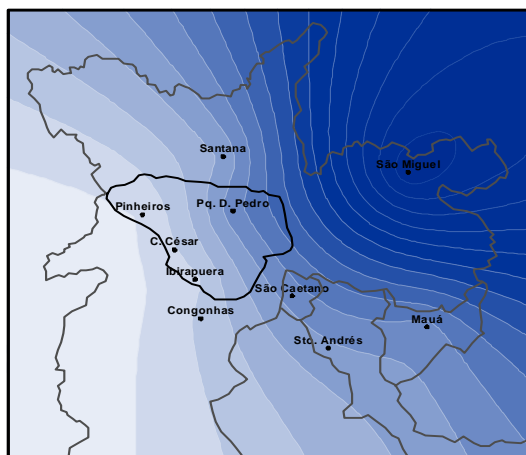 Santana
São Miguel
Pinheiros
Pq. D. Pedro
C. César
Ibirapuera
São Caetano
Congonhas
Mauá
Sto. Andrés